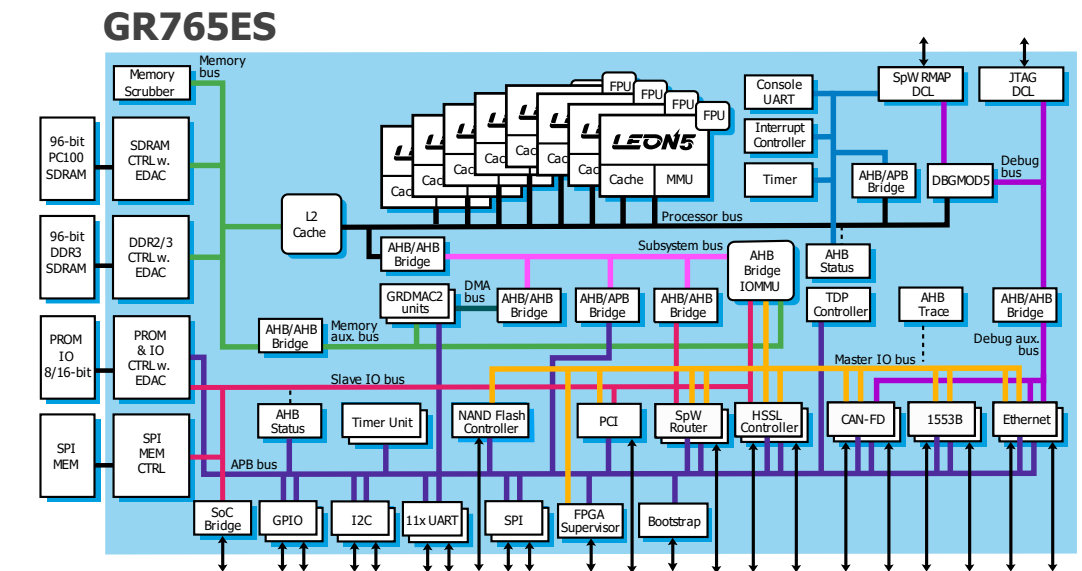 GR765ES
Memory
bus
Memory
Scrubber
96-bit
PC100
SDRAM
SDRAM
CTRL w.
EDAC
96-bit
DDR3
SDRAM
DDR2/3
CTRL w.
EDAC
PROM
IO
8/16-bit
PROM
& IO
CTRL w.
EDAC
SPI
MEM
SPI
MEM
CTRL
L2
Cache
FPU
FPU
FPU
FPU
LEON5
Cache
MMU
Cac
Cac
Cac
Cac
Cac
Cac
Cac
Console
UART
Interrupt
Controller
Timer
SpW RMAP
DCL
JTAG
DCL
AHB/APB
Bridge
DBGMOD5
Debug
bus
Processor bus
AHB/AHB
Bridge
Subsystem bus
AHB
Bridge
IOMMU
AHB
Status
GRDMAC2
units
DMA
bus
AHB/AHB
Bridge
AHB/APB
Bridge
AHB/AHB
Bridge
TDP
Controller
AHB
Trace
AHB/AHB
Bridge
AHB/AHB
Bridge
Memory
aux. bus
Debug aux.
bus
Master IO bus
Slave IO bus
AHB
Status
Timer Unit
NAND Flash
Controller
PCI
SpW
Router
HSSL
Controller
CAN-FD
1553B
Ethernet
APB bus
SoC
Bridge
GPIO
I2C
11x UART
SPI
FPGA
Supervisor
Bootstrap